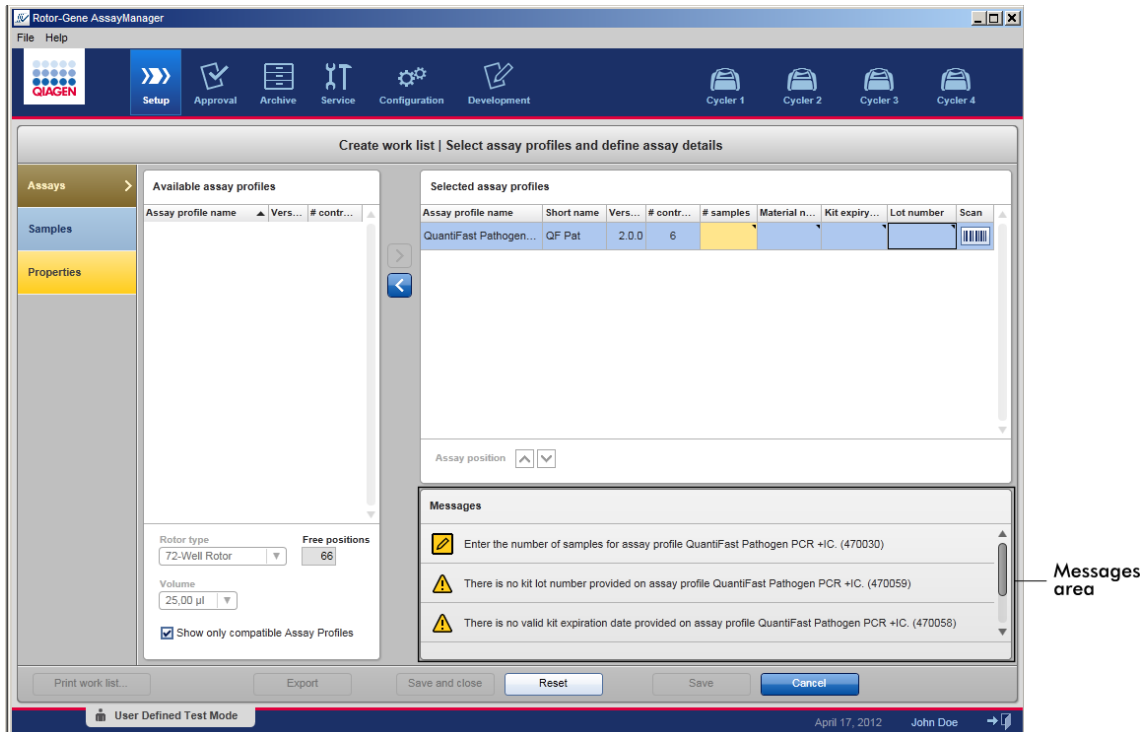 Rotor-Gene AssayManager
File Help
QIAGEN
Setup Approval Archive Service Configuration Development Cycler 1 Cycler 2 Cycler 3 Cycler 4
Create work list | Select assay profiles and define assay details
Assays
Samples
Properties
Available assay profiles
Assay profile name Vers... # contr...
Rotor type Free positions
72-Well Rotor 66
Volume
25,00 µl
Show only compatible Assay Profiles
Selected assay profiles
Assay profile name Short name Vers... # contr... # samples Material n... Kit expiry... Lot number Scan
QuantiFast Pathogen... QF Pat 2.0.0 6
Assay position
Messages
Enter the number of samples for assay profile QuantiFast Pathogen PCR +IC. (470030)
There is no kit lot number provided on assay profile QuantiFast Pathogen PCR +IC. (470059)
There is no valid kit expiration date provided on assay profile QuantiFast Pathogen PCR +IC. (470058)
Messages
area
Print work list... Export Save and close Reset Save Cancel
User Defined Test Mode
April 17, 2012 John Doe